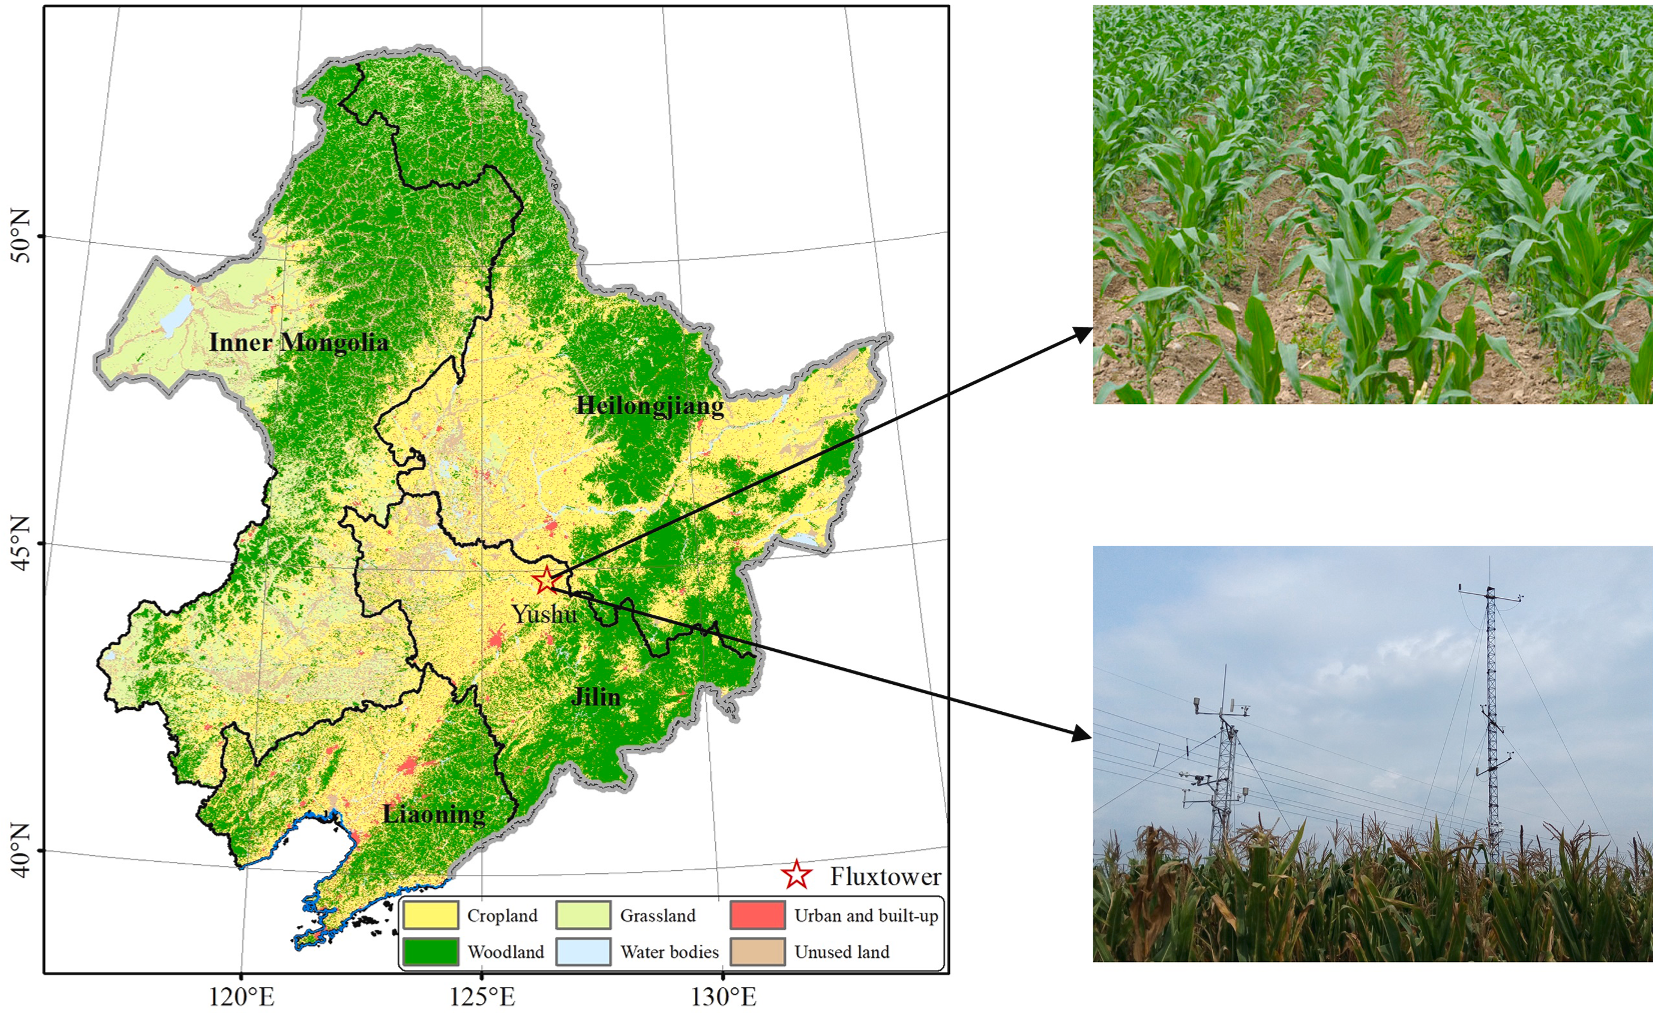 50°N
45°N
40°N
Inner Mongolia
Heilongjiang
Yushu
Jilin
Liaoning
Fluxtower
Cropland
Grassland
Urban and built-up
Woodland
Water bodies
Unused land
120°E
125°E
130°E